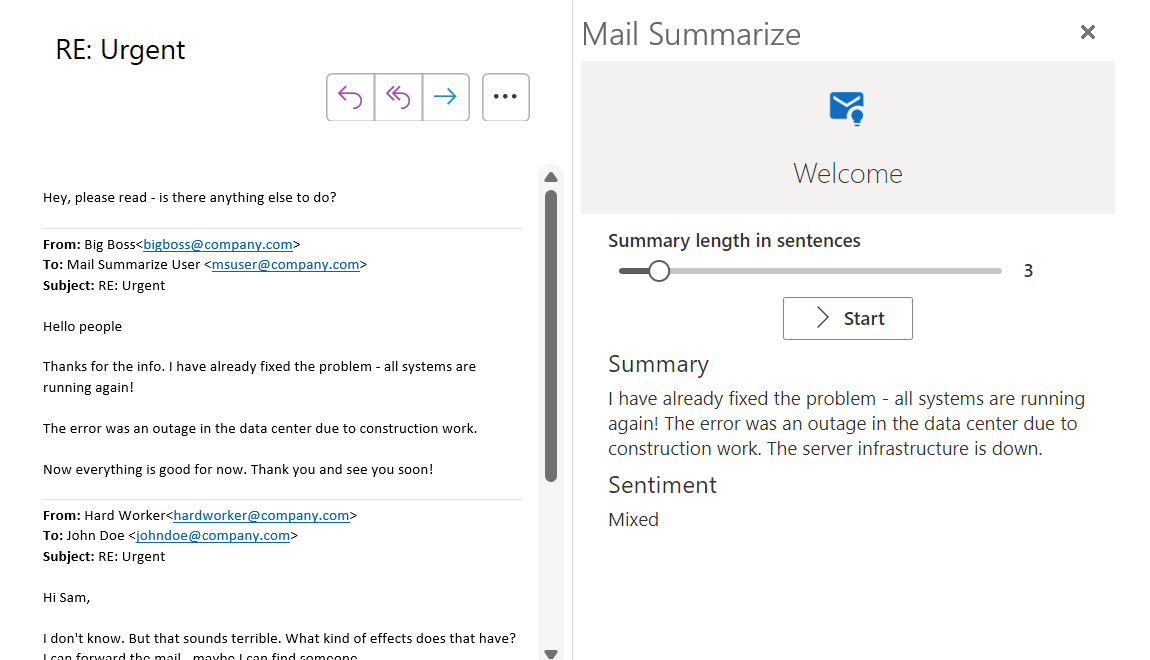 RE: Urgent
Hey, please read - is there anything else to do?
From: Big Boss<bigboss@company.com>
To: Mail Summarize User <msuser@company.com>
Subject: RE: Urgent
Hello people
Thanks for the info. I have already fixed the problem - all systems are
running again!
The error was an outage in the data center due to construction work.
Now everything is good for now. Thank you and see you soon!
From: Hard Worker<hardworker@company.com>
To: John Doe <johndoe@company.com>
Subject: RE: Urgent
Hi Sam,
I don't know. But that sounds terrible. What kind of effects does that have?
I can forward the mail, maybe I can find someone
Mail Summarize
Welcome
Summary length in sentences
3
Start
Summary
I have already fixed the problem - all systems are running
again! The error was an outage in the data center due to
construction work. The server infrastructure is down.
Sentiment
Mixed